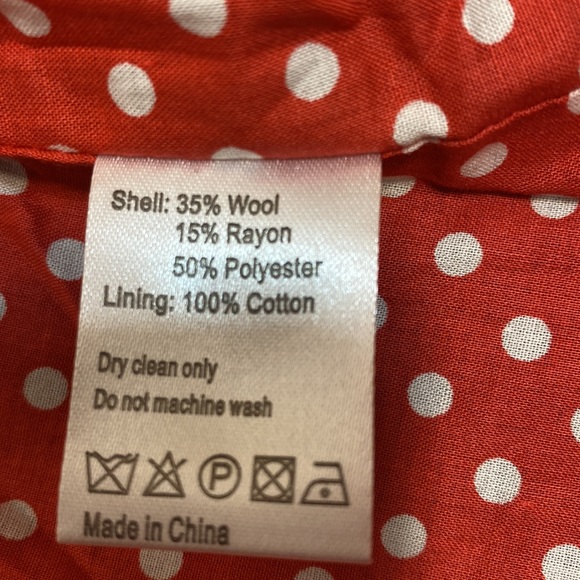 Shell: 35% Wool
15% Rayon
50% Polyester
Lining: 100% Cotton
Dry clean only
Do not machine wash
P
Made in China